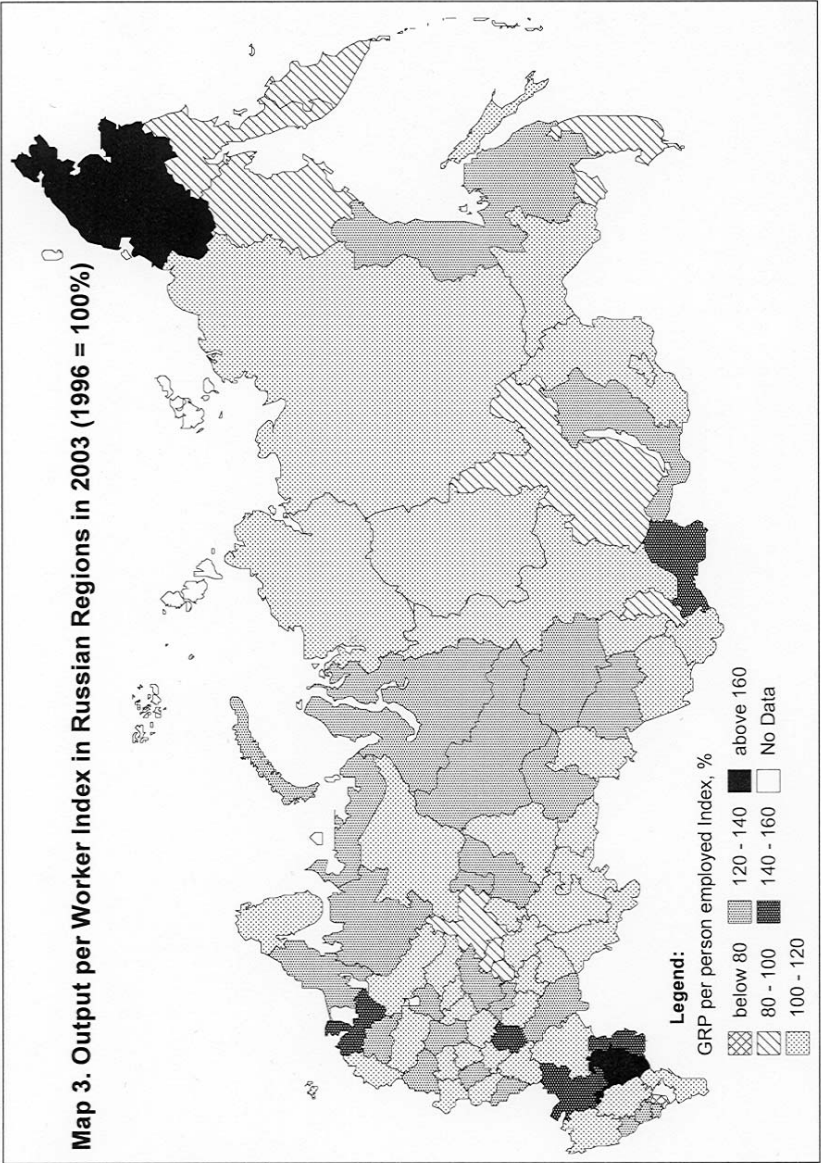 Map 3. Output per Worker Index in Russian Regions in 2003 (1996 = 100%)
Legend:
GRP per person employed Index, %
below 80
80 - 100
100 - 120
120 - 140
140 - 160
above 160
No Data